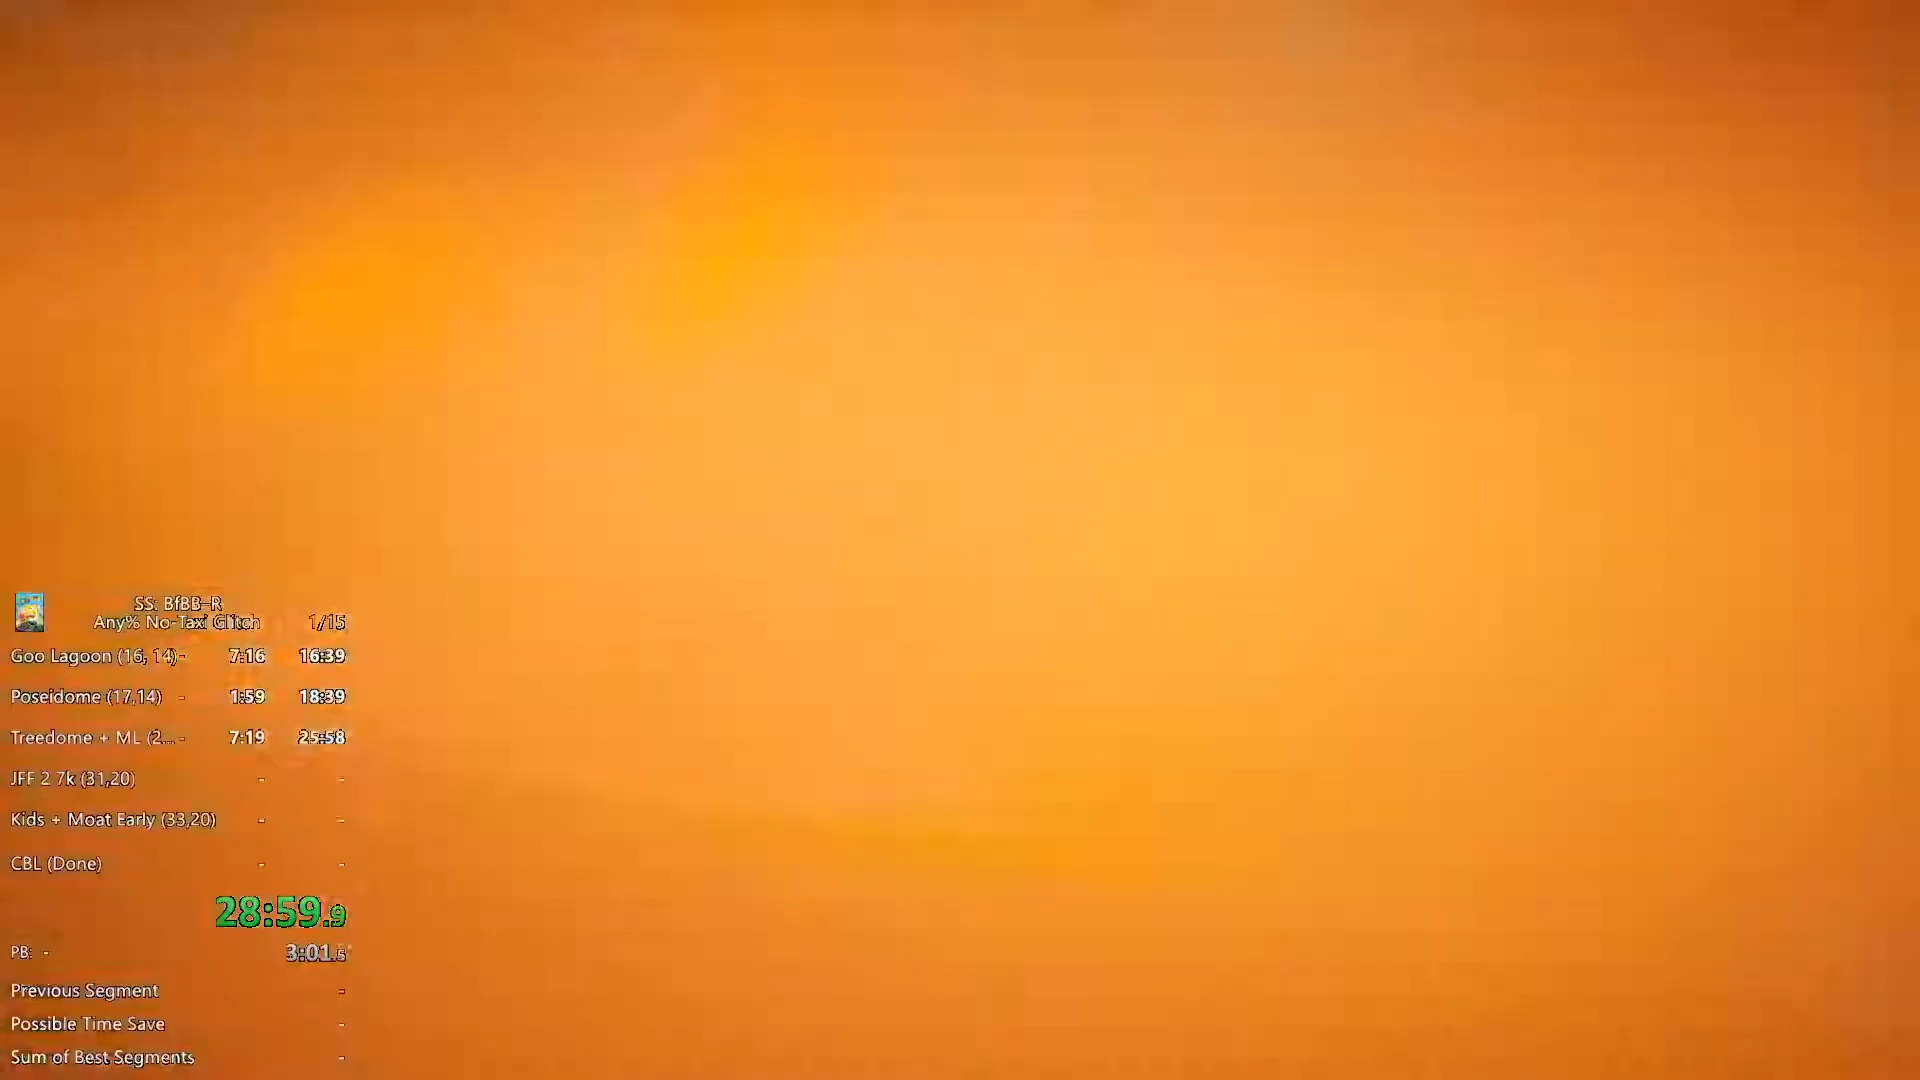 SS: BfBB-R
Any% No-Taxi Glitch 1/15
Goo Lagoon (16, 14) - 7:16 16:39
Poseidome (17,14) - 1:59 18:39
Treedome + ML (2... - 7:19 25:58
JFF 2 7k (31,20) - -
Kids + Moat Early (33,20) - -
CBL (Done) - -
28:59.9
PB: - 3:01.5
Previous Segment -
Possible Time Save -
Sum of Best Segments -